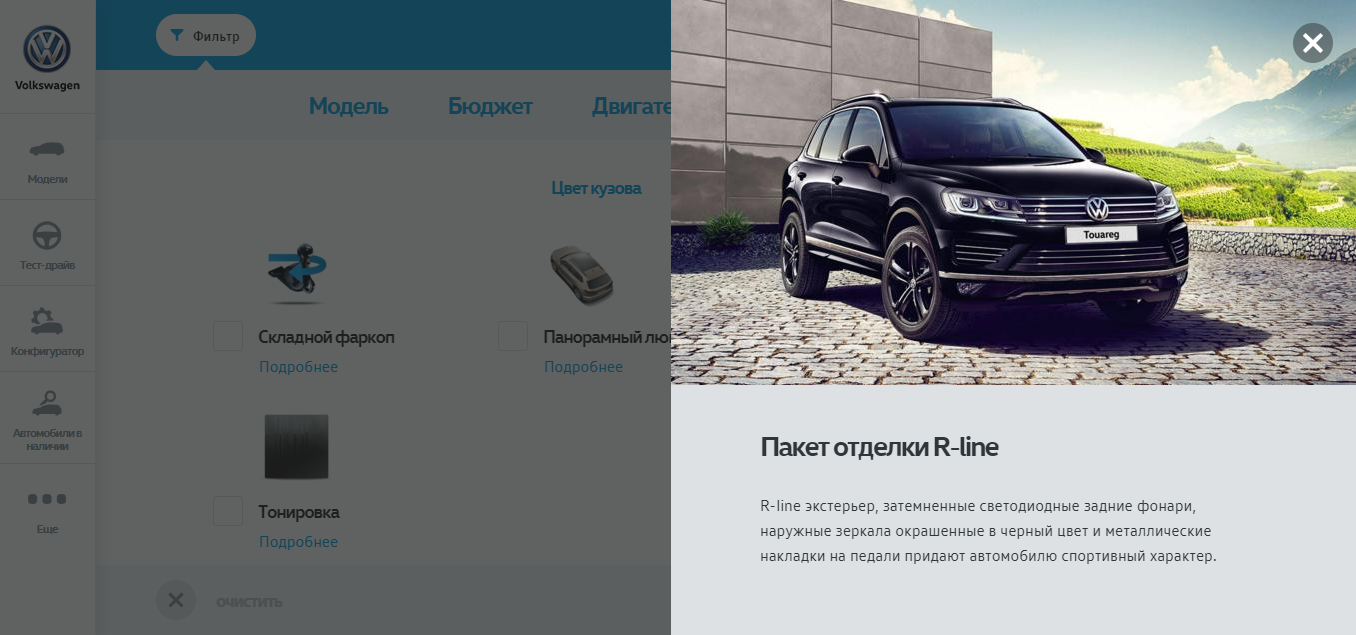 Volkswagen
Модели
Тест-драйв
Конфигуратор
Автомобили в
наличии
Еще
Фильтр
Модель Бюджет Двигате
Цвет кузова
Складной фаркоп
Подробнее
Панорамный лю
Подробнее
Тонировка
Подробнее
ОЧИСТИТЬ
Touareg
Пакет отделки R-line
R-line экстерьер, затемненные светодиодные задние фонари,
наружные зеркала окрашенные в черный цвет и металлические
накладки на педали придают автомобилю спортивный характер.